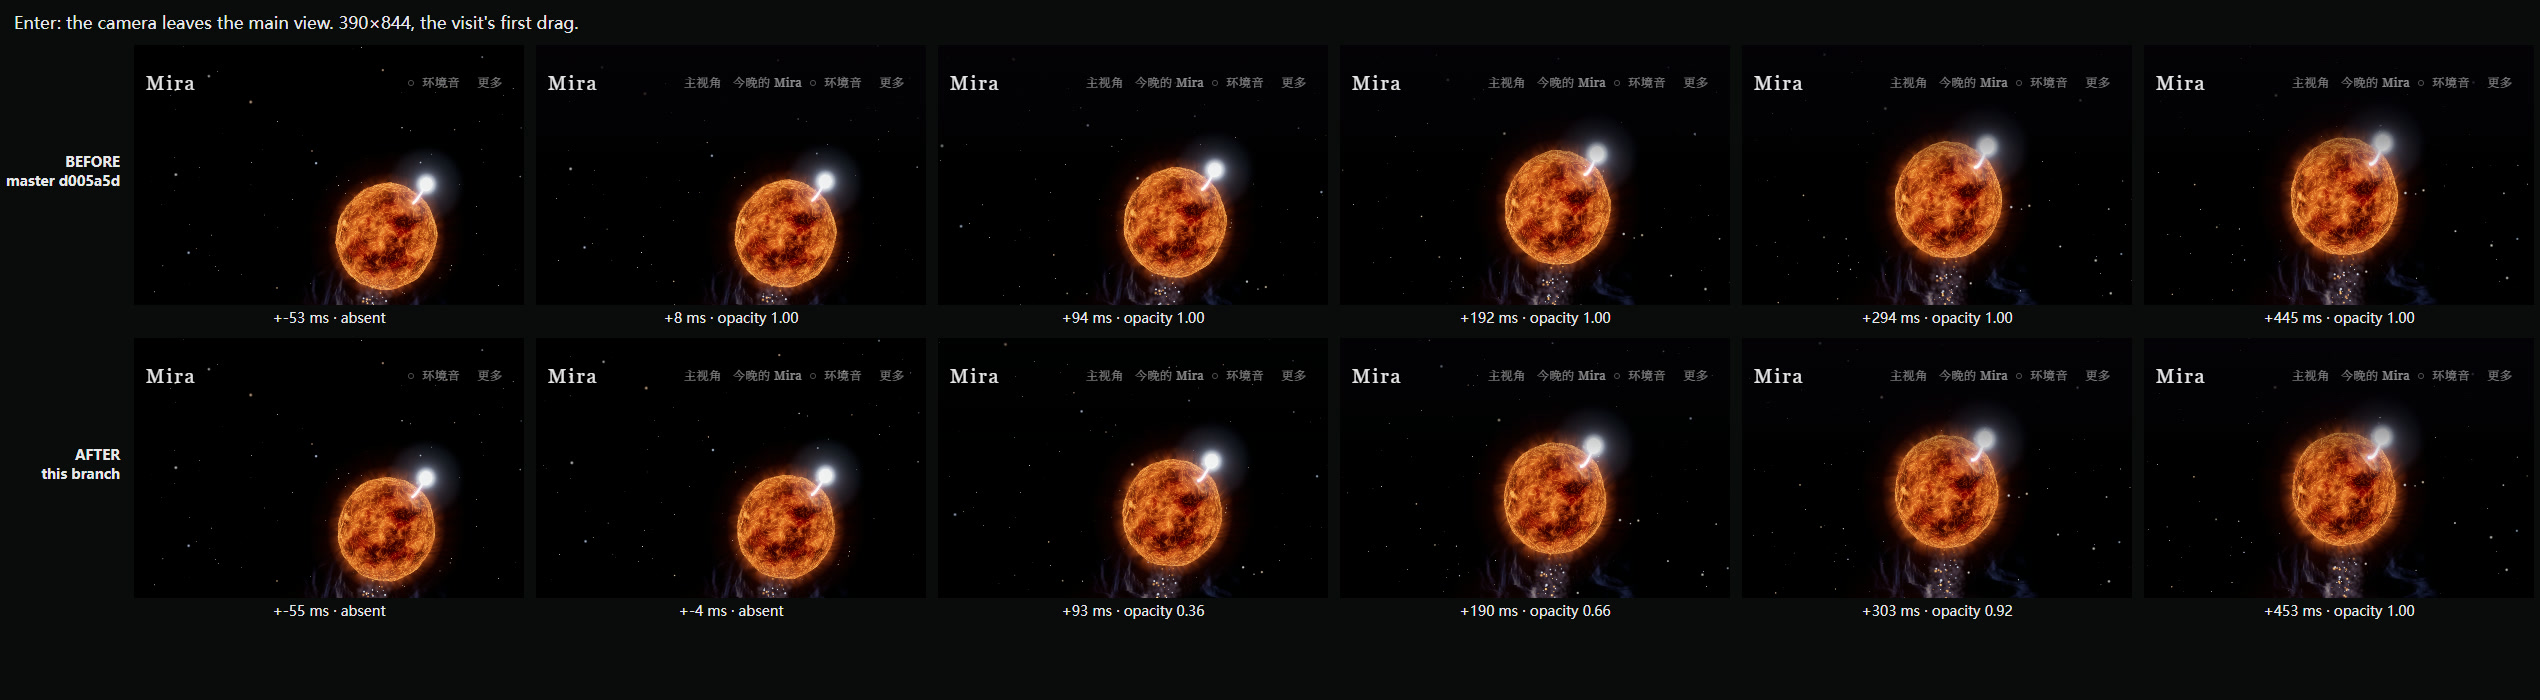 Enter: the camera leaves the main view. 390×844, the visit's first drag.
BEFORE
master d005a5d
Mira ○ 环境音 更多
Mira 主视角 今晚的 Mira ○ 环境音 更多
Mira 主视角 今晚的 Mira ○ 环境音 更多
Mira 主视角 今晚的 Mira ○ 环境音 更多
Mira 主视角 今晚的 Mira ○ 环境音 更多
Mira 主视角 今晚的 Mira ○ 环境音 更多
+-53 ms · absent
+8 ms · opacity 1.00
+94 ms · opacity 1.00
+192 ms · opacity 1.00
+294 ms · opacity 1.00
+445 ms · opacity 1.00
AFTER
this branch
Mira ○ 环境音 更多
Mira 主视角 今晚的 Mira ○ 环境音 更多
Mira 主视角 今晚的 Mira ○ 环境音 更多
Mira 主视角 今晚的 Mira ○ 环境音 更多
Mira 主视角 今晚的 Mira ○ 环境音 更多
Mira 主视角 今晚的 Mira ○ 环境音 更多
+-55 ms · absent
+-4 ms · absent
+93 ms · opacity 0.36
+190 ms · opacity 0.66
+303 ms · opacity 0.92
+453 ms · opacity 1.00